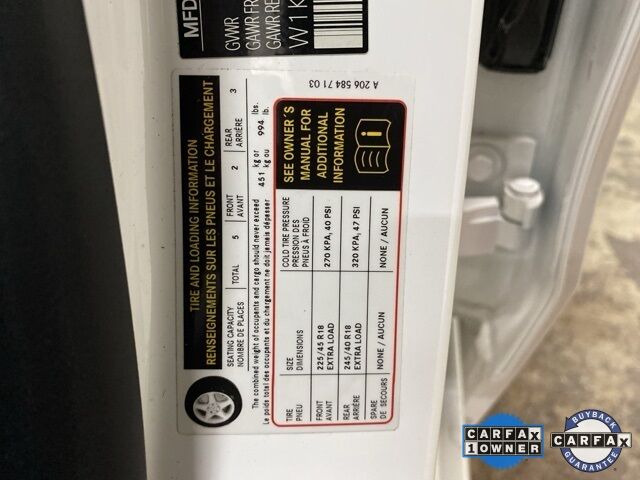 MFD
GVWR
GAWR FR
GAWR RE
W1K
TIRE AND LOADING INFORMATION
RENSEIGNEMENTS SUR LES PNEUS ET LE CHARGEMENT
SEATING CAPACITY TOTAL 5 FRONT 2 REAR 3
NOMBRE DE PLACES AVANT ARRIÈRE
The combined weight of occupants and cargo should never exceed 451 kg or 994 lbs.
Le poids total des occupants et du chargement ne doit jamais dépasser kg ou lb.
TIRE SIZE COLD TIRE PRESSURE
PNEU DIMENSIONS PRESSION DES
PNEUS À FROID
FRONT 225/45 R18 270 KPA, 40 PSI
AVANT EXTRA LOAD
REAR 245/40 R18 320 KPA, 47 PSI
ARRIÈRE EXTRA LOAD
SPARE NONE / AUCUN NONE / AUCUN
DE SECOURS
SEE OWNER´S
MANUAL FOR
ADDITIONAL
INFORMATION
A 206 584 71 03
CARFAX
1OWNER
BUYBACK
CARFAX
GUARANTEE